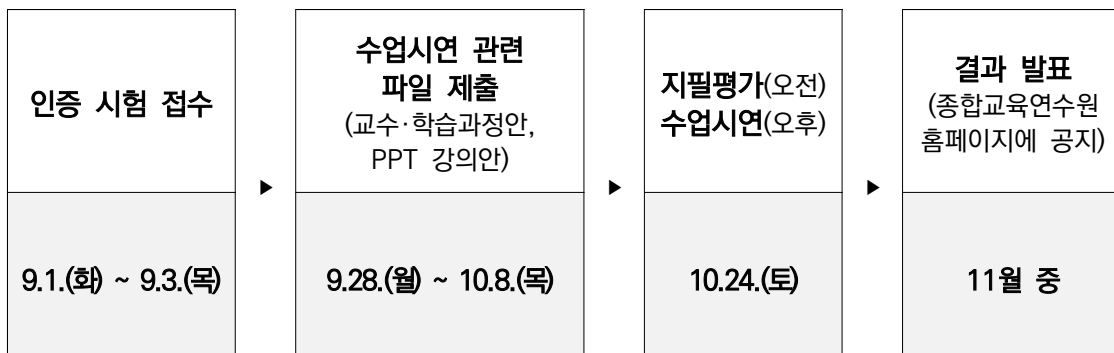 인증 시험 접수
9.1.(화) ~ 9.3.(목)
▶
수업시연 관련
파일 제출
(교수·학습과정안,
PPT 강의안)
9.28.(월) ~ 10.8.(목)
▶
지필평가(오전)
수업시연(오후)
10.24.(토)
▶
결과 발표
(종합교육연수원
홈페이지에 공지)
11월 중